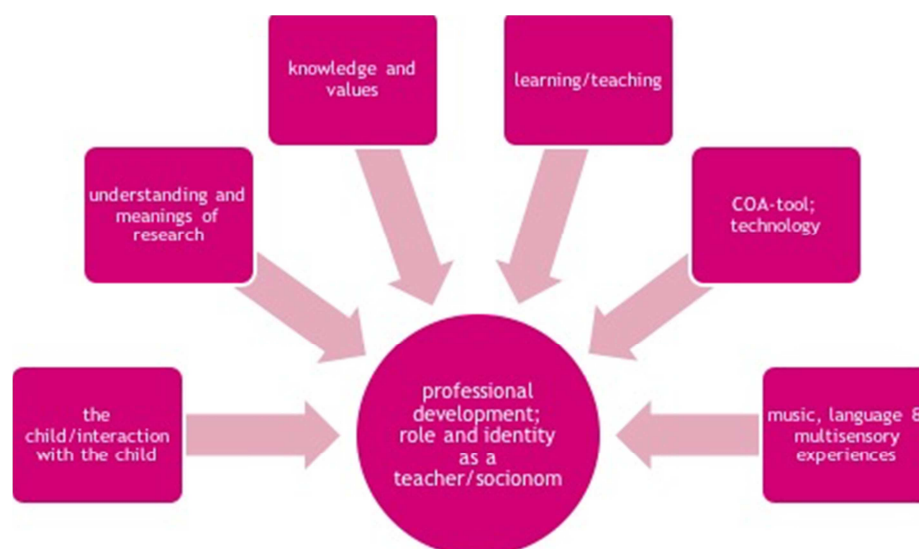 knowledge and
values
learning/teaching
understanding and
meanings of
research
COA-tool;
technology
the
child/interaction
with the child
professional
development;
role and identity
as a
teacher/socionom
music, language &
multisensory
experiences